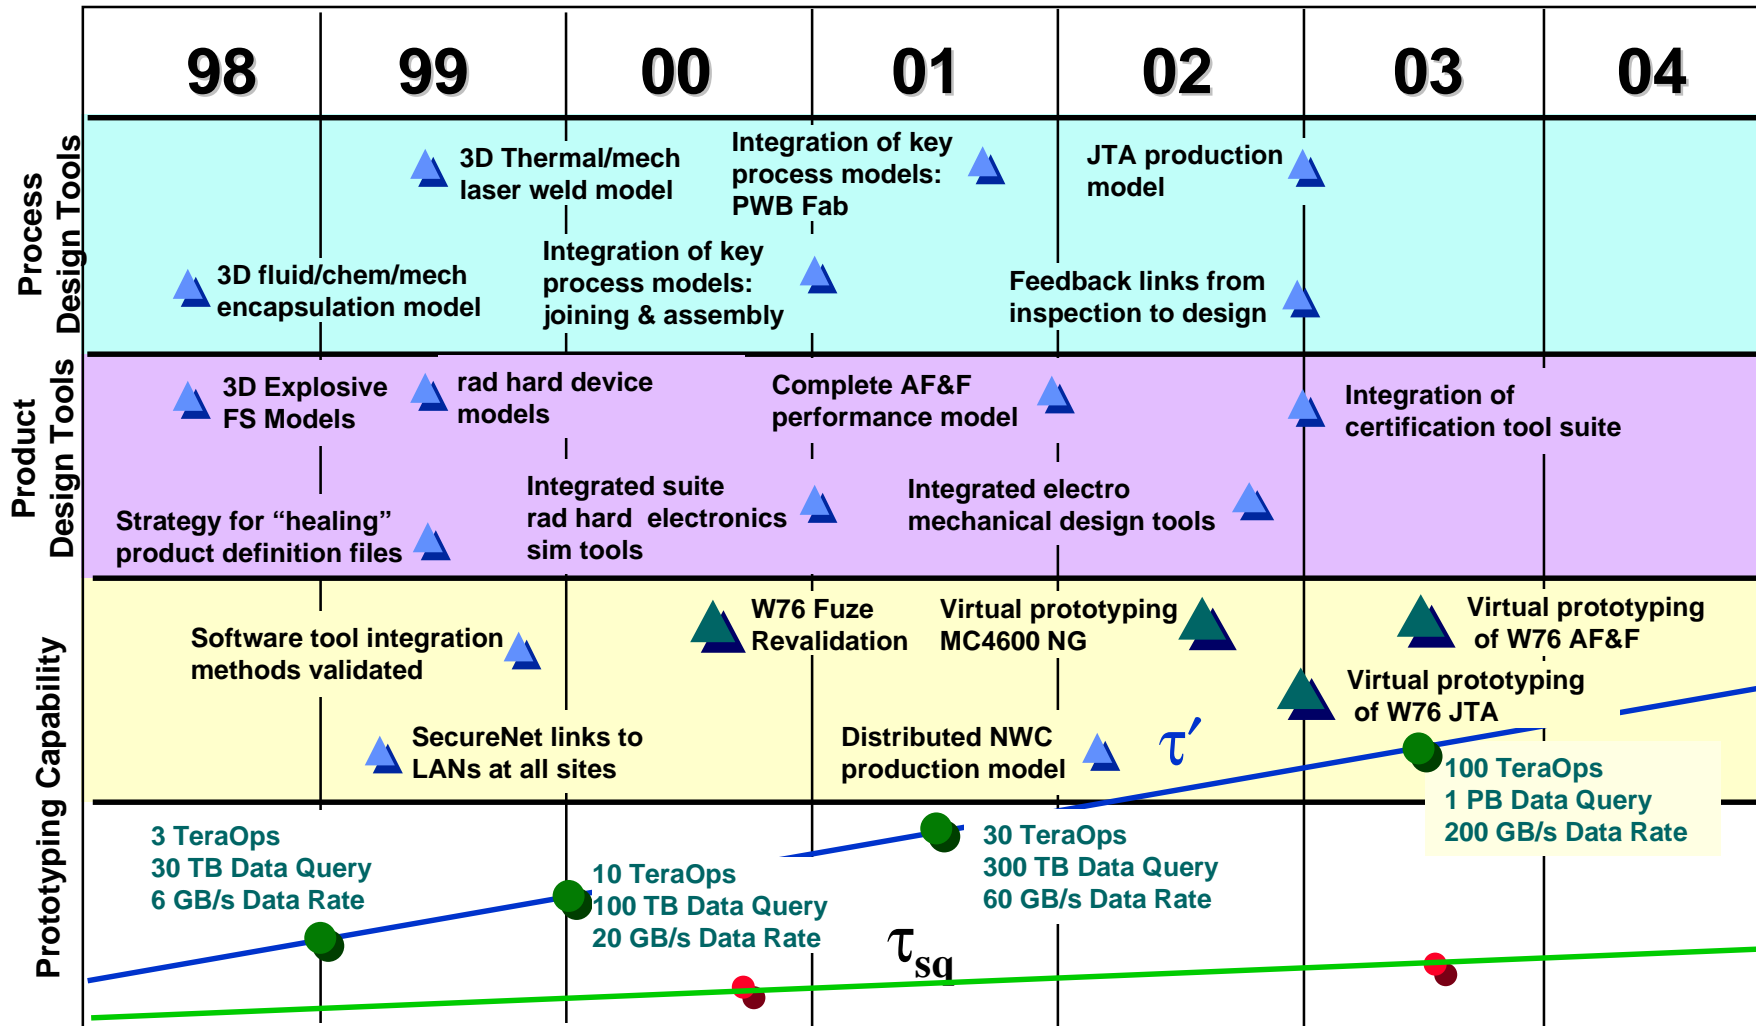 98 99 00 01 02 03 04
Process
Design Tools
3D Thermal/mech
laser weld model
Integration of key
process models:
PWB Fab
JTA production
model
3D fluid/chem/mech
encapsulation model
Integration of key
process models:
joining & assembly
Feedback links from
inspection to design
Product
Design Tools
3D Explosive
FS Models
rad hard device
models
Complete AF&F
performance model
Integration of
certification tool suite
Strategy for “healing”
product definition files
Integrated suite
rad hard electronics
sim tools
Integrated electro
mechanical design tools
Prototyping Capability
Software tool integration
methods validated
W76 Fuze
Revalidation
Virtual prototyping
MC4600 NG
Virtual prototyping
of W76 AF&F
Virtual prototyping
of W76 JTA
SecureNet links to
LANs at all sites
Distributed NWC
production model
τ′
3 TeraOps
30 TB Data Query
6 GB/s Data Rate
10 TeraOps
100 TB Data Query
20 GB/s Data Rate
30 TeraOps
300 TB Data Query
60 GB/s Data Rate
100 TeraOps
1 PB Data Query
200 GB/s Data Rate
τsq